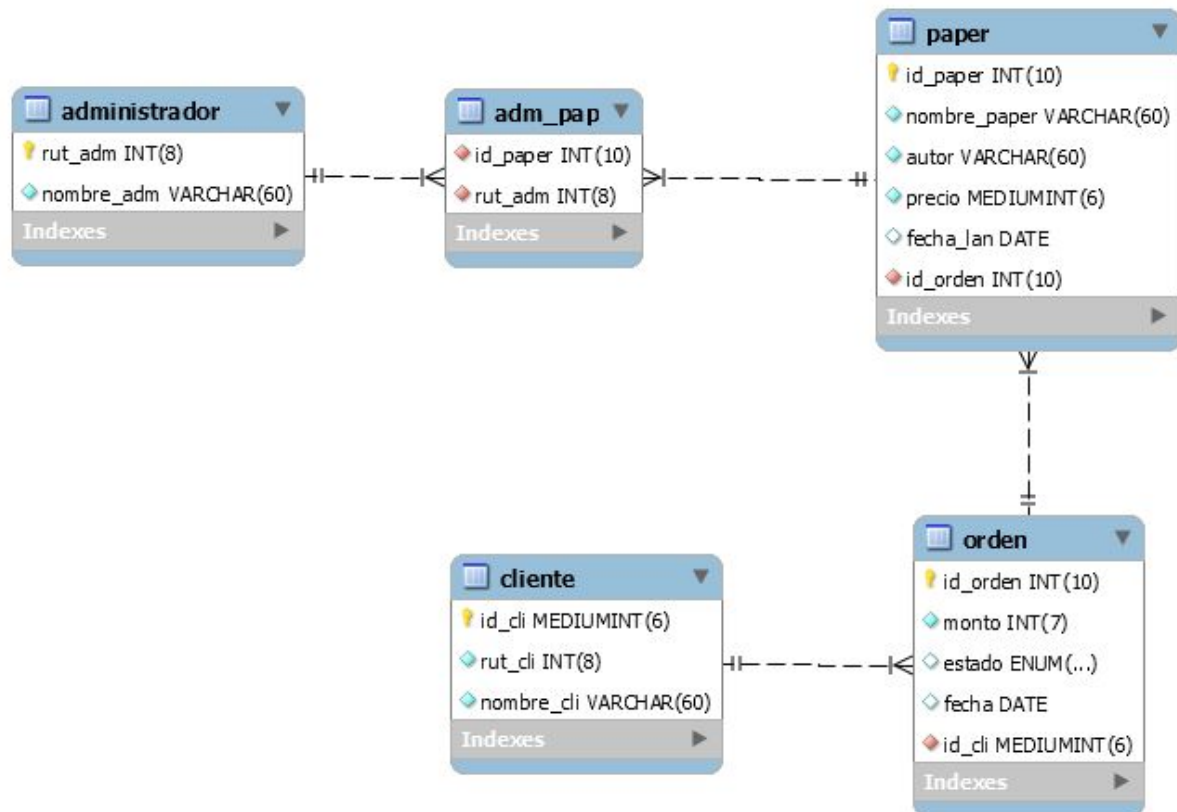 administrador
rut_adm INT(8)
nombre_adm VARCHAR(60)
Indexes
adm_pap
id_paper INT(10)
rut_adm INT(8)
Indexes
paper
id_paper INT(10)
nombre_paper VARCHAR(60)
autor VARCHAR(60)
precio MEDIUMINT(6)
fecha_lan DATE
id_orden INT(10)
Indexes
cliente
id_cli MEDIUMINT(6)
rut_cli INT(8)
nombre_cli VARCHAR(60)
Indexes
orden
id_orden INT(10)
monto INT(7)
estado ENUM(...)
fecha DATE
id_cli MEDIUMINT(6)
Indexes